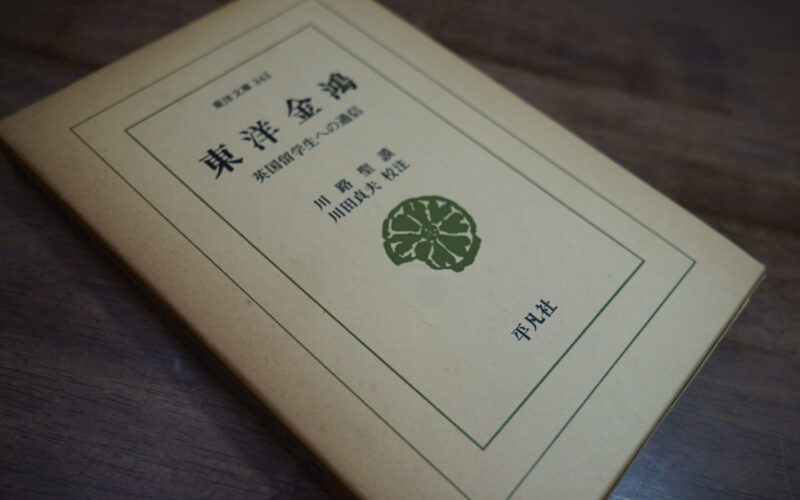 東洋文庫 343
東洋金鴻
英国留学生への通信
川路聖謨
川田貞夫 校注
平凡社